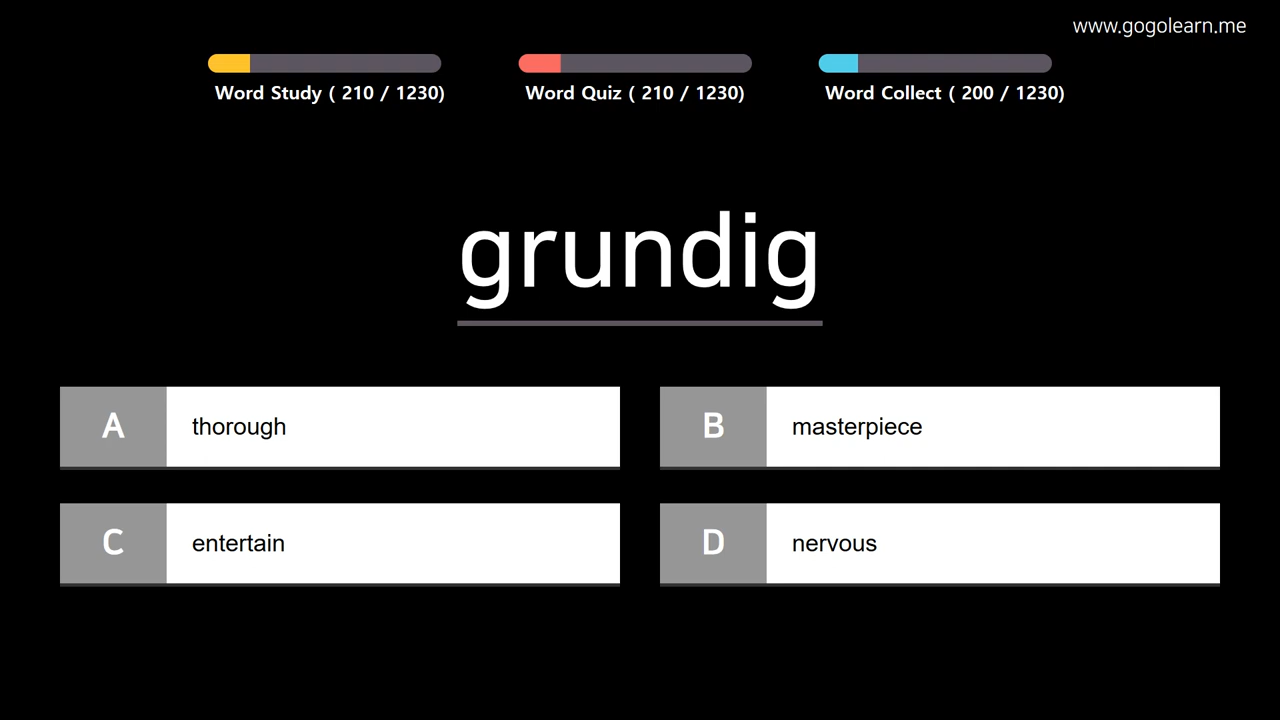 www.gogolearn.me
Word Study ( 210 / 1230)
Word Quiz ( 210 / 1230)
Word Collect ( 200 / 1230)
grundig
A
thorough
B
masterpiece
C
entertain
D
nervous